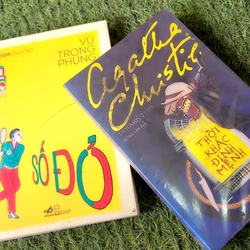 VŨ
TRỌNG
PHỤNG
SỐ ĐỎ
Agatha
Christie
THỜI
KHẮC
ĐỊNH
MỆNH